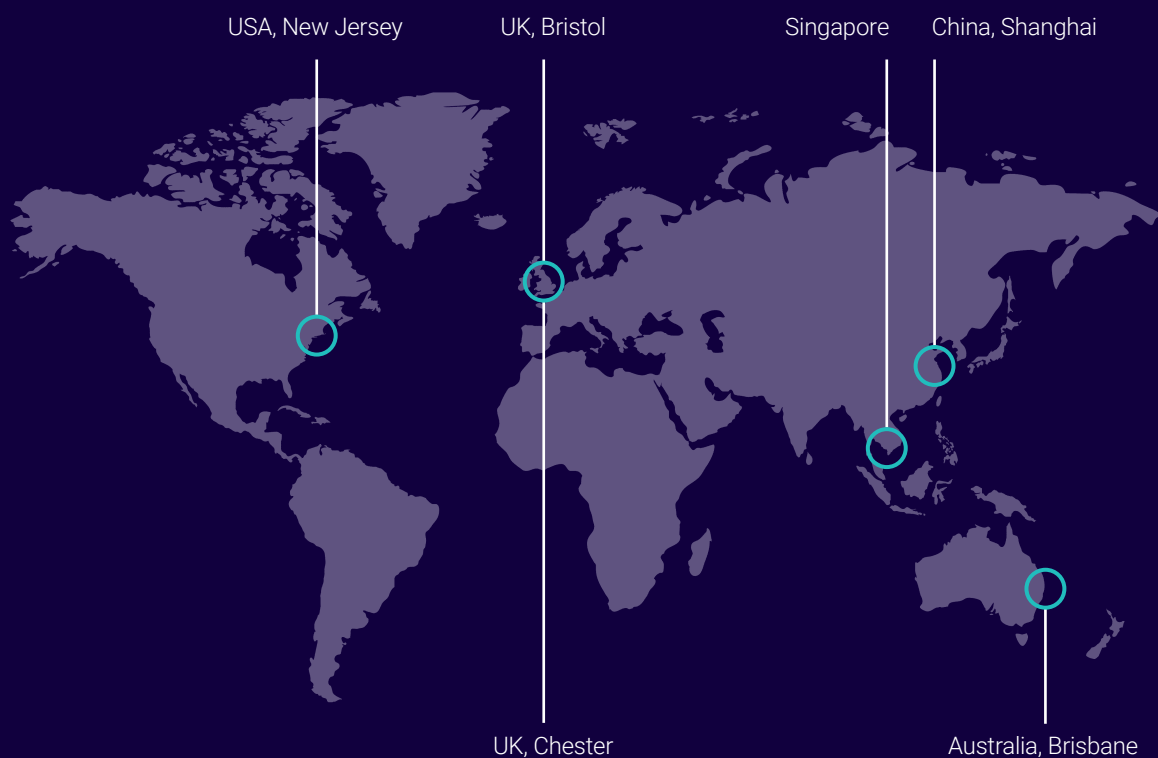 USA, New Jersey
UK, Bristol
Singapore
China, Shanghai
UK, Chester
Australia, Brisbane